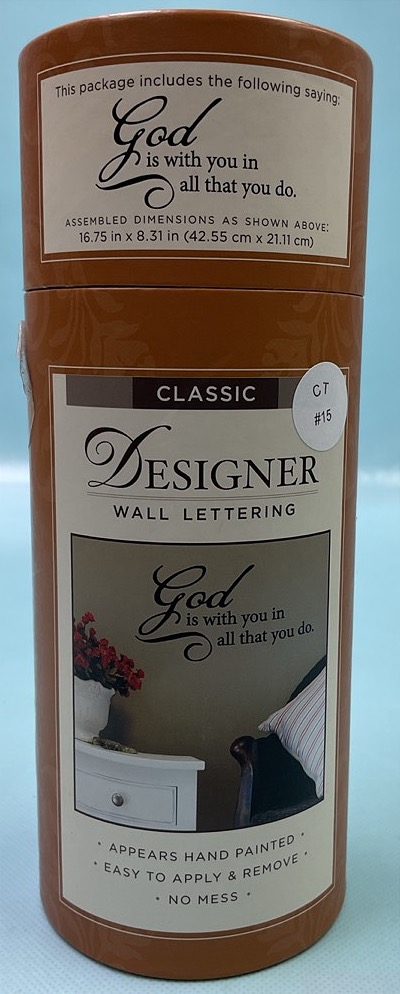 This package includes the following saying:
God
is with you in
all that you do.
ASSEMBLED DIMENSIONS AS SHOWN ABOVE:
16.75 in x 8.31 in (42.55 cm x 21.11 cm)
CLASSIC
CT
#15
DESIGNER
WALL LETTERING
God
is with you in
all that you do.
• APPEARS HAND PAINTED •
• EASY TO APPLY & REMOVE •
• NO MESS •